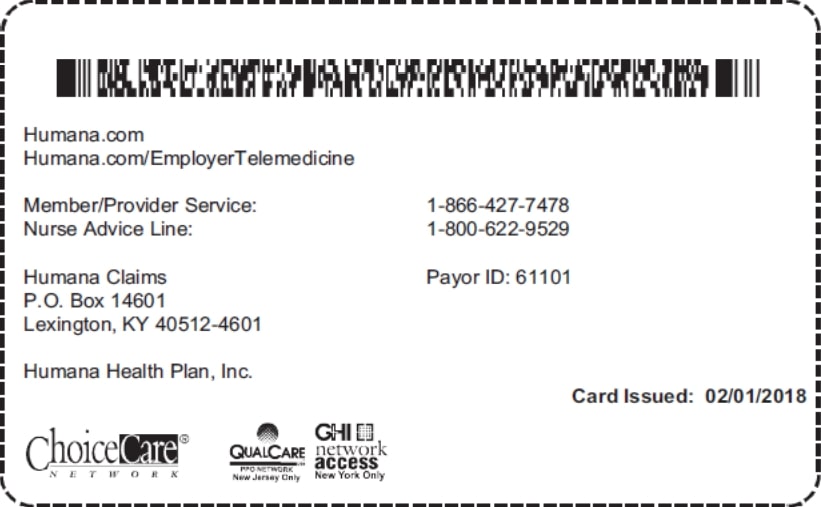 Humana.com
Humana.com/EmployerTelemedicine
Member/Provider Service: 1-866-427-7478
Nurse Advice Line: 1-800-622-9529
Humana Claims Payor ID: 61101
P.O. Box 14601
Lexington, KY 40512-4601
Humana Health Plan, Inc.
Card Issued: 02/01/2018
ChoiceCare®
NETWORK
QUALCARE
PPO NETWORK
New Jersey Only
GHI
network
access
New York Only